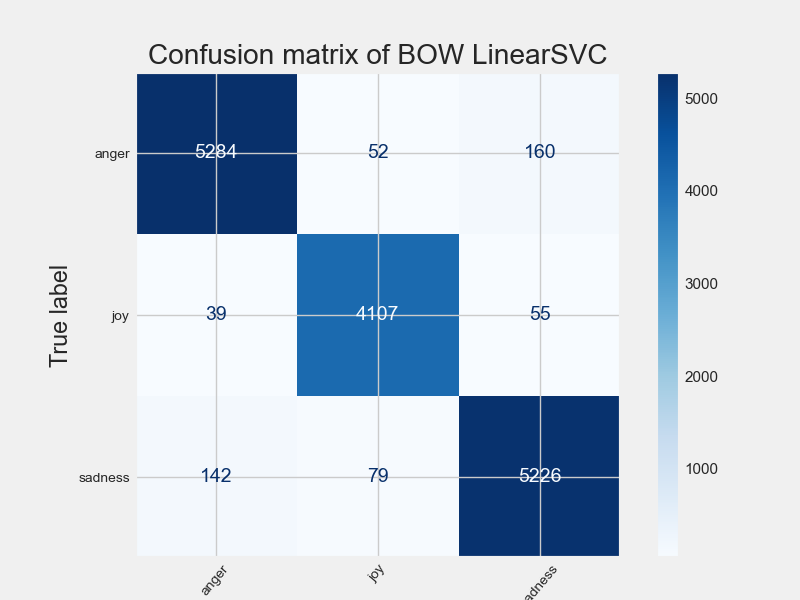 Confusion matrix of BOW LinearSVC
anger 5284 52 160
joy 39 4107 55
sadness 142 79 5226
anger joy adness
True label
5000
4000
3000
2000
1000